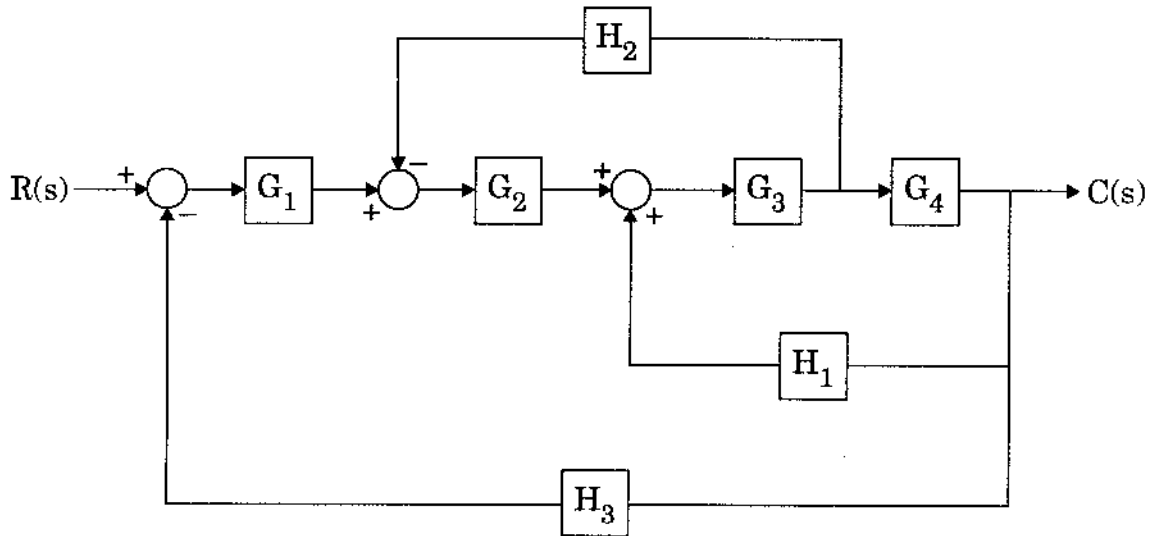 H₂
R(s) + − G₁ + − G₂ + + G₃ G₄ C(s)
H₁
H₃